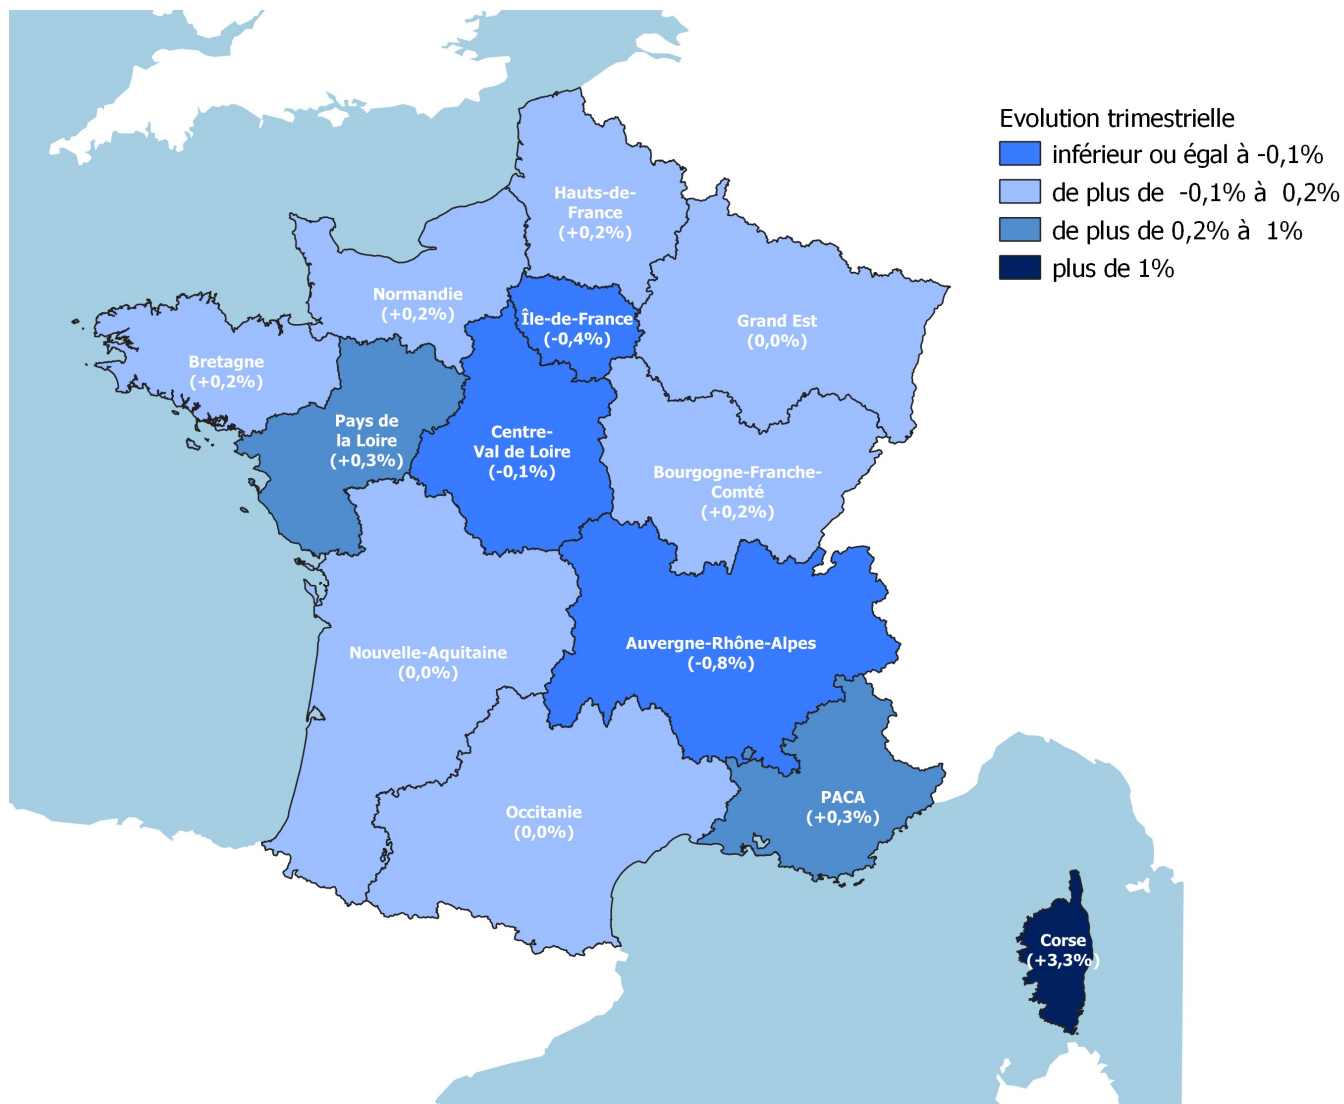 Evolution trimestrielle
inférieur ou égal à -0,1%
de plus de -0,1% à 0,2%
de plus de 0,2% à 1%
plus de 1%
Hauts-de-
France
(+0,2%)
Normandie
(+0,2%)
Île-de-France
(-0,4%)
Grand Est
(0,0%)
Bretagne
(+0,2%)
Pays de
la Loire
(+0,3%)
Centre-
Val de Loire
(-0,1%)
Bourgogne-Franche-
Comté
(+0,2%)
Nouvelle-Aquitaine
(0,0%)
Auvergne-Rhône-Alpes
(-0,8%)
Occitanie
(0,0%)
PACA
(+0,3%)
Corse
(+3,3%)